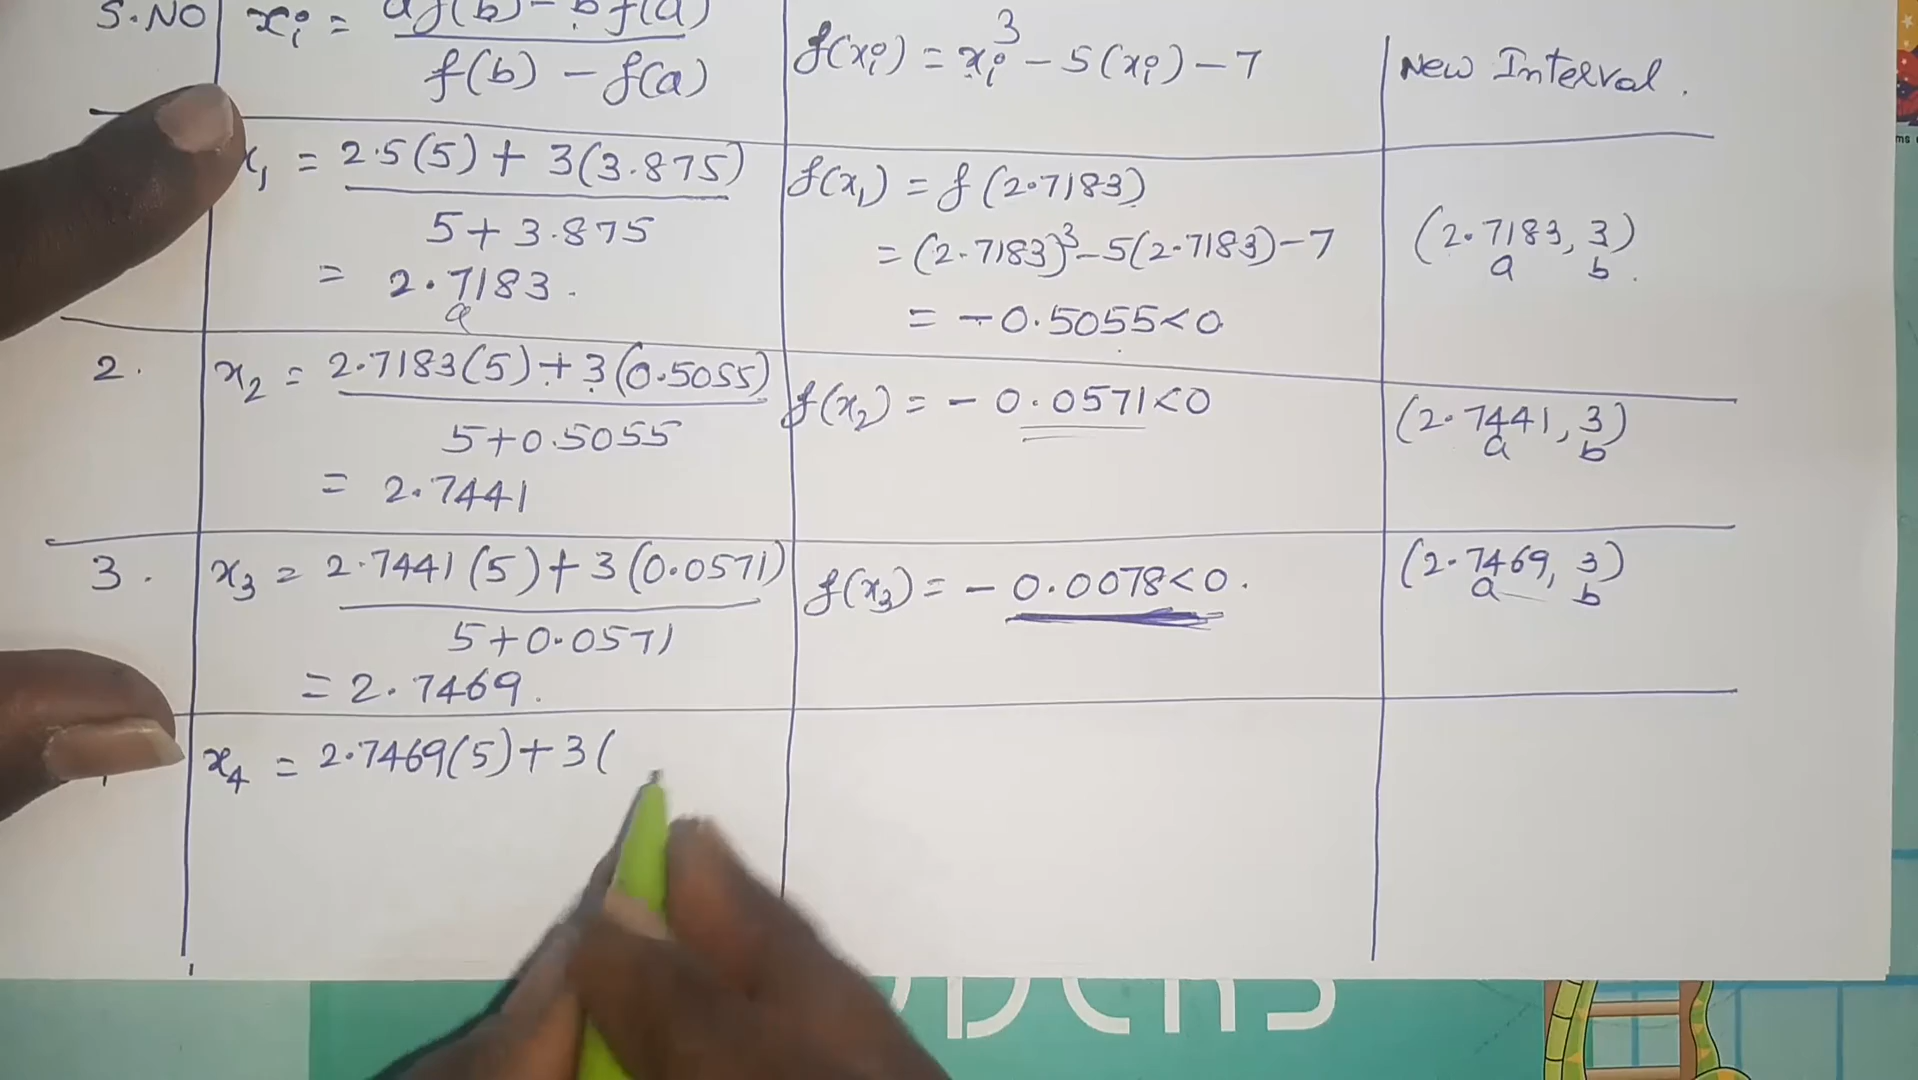 S.NO xᵢ = af(b) - bf(a) / f(b) - f(a) f(xᵢ) = xᵢ³ - 5(xᵢ) - 7 New Interval.
x₁ = 2.5(5) + 3(3.875) / 5 + 3.875
= 2.7183.
a
f(x₁) = f(2.7183)
= (2.7183)³ - 5(2.7183) - 7
= -0.5055 < 0
(2.7183, 3)
a b.
2. x₂ = 2.7183(5) + 3(0.5055) / 5 + 0.5055
= 2.7441
f(x₂) = -0.0571 < 0
(2.7441, 3)
a b
3. x₃ = 2.7441(5) + 3(0.0571) / 5 + 0.0571
= 2.7469.
f(x₃) = -0.0078 < 0.
(2.7469, 3)
a b
x₄ = 2.7469(5) + 3(